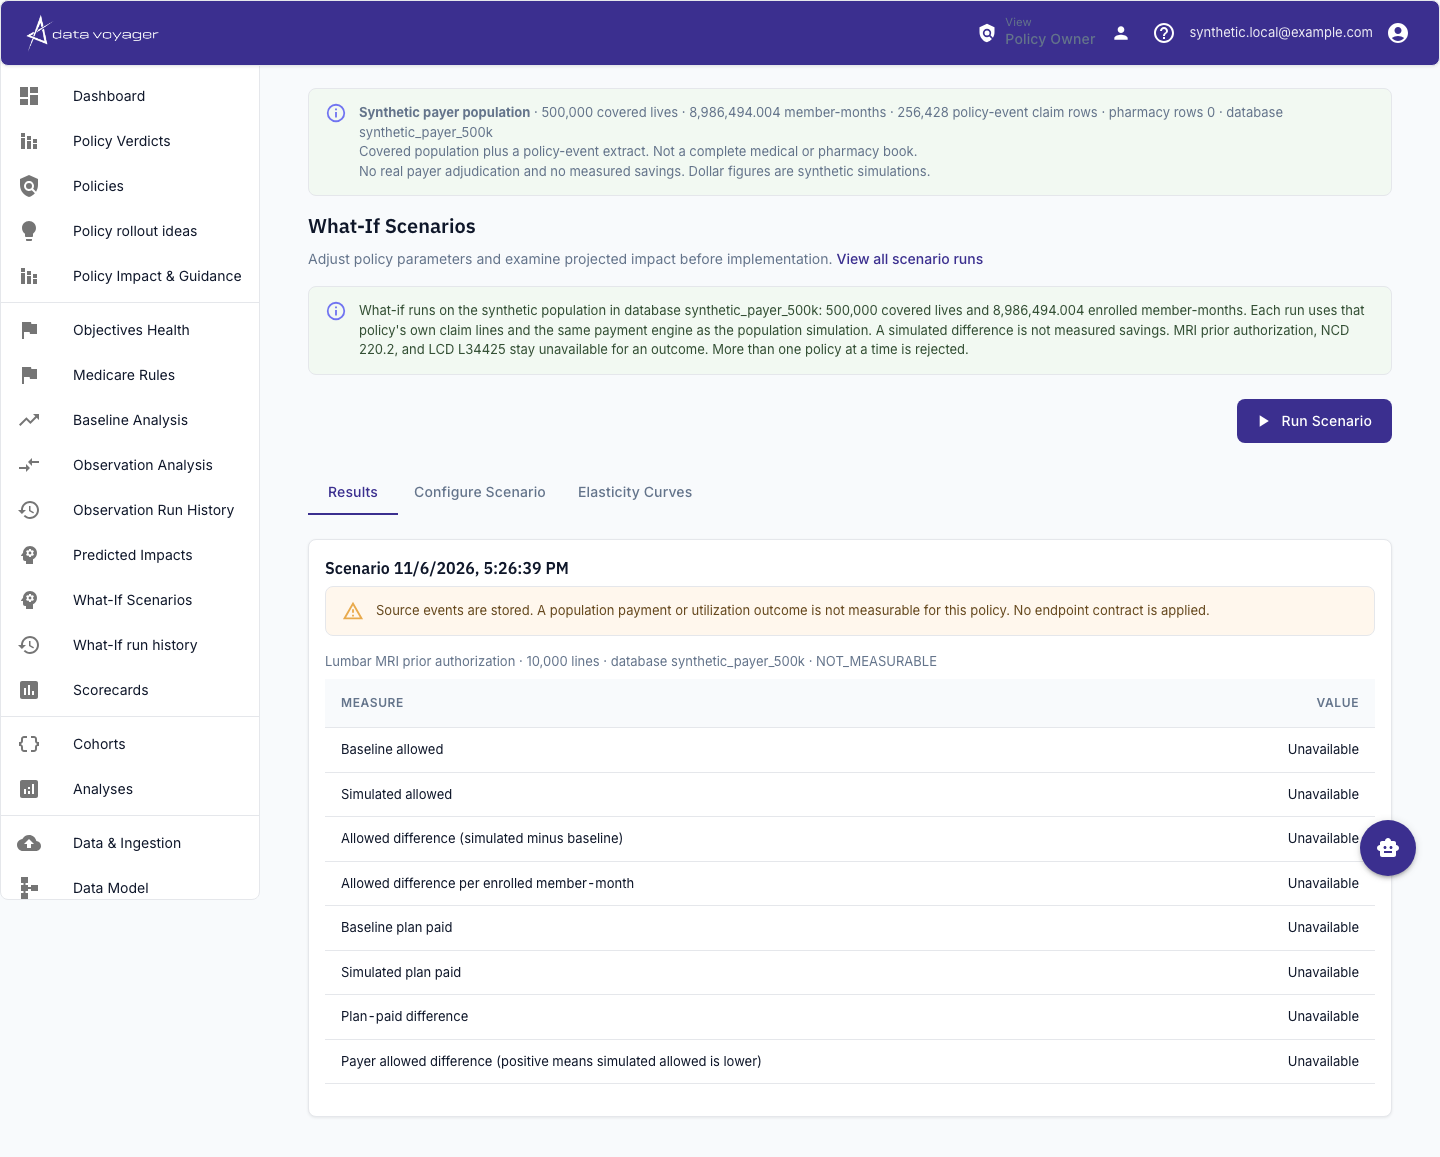 data voyager
View
Policy Owner
synthetic.local@example.com
Dashboard
Policy Verdicts
Policies
Policy rollout ideas
Policy Impact & Guidance
Objectives Health
Medicare Rules
Baseline Analysis
Observation Analysis
Observation Run History
Predicted Impacts
What-If Scenarios
What-If run history
Scorecards
Cohorts
Analyses
Data & Ingestion
Data Model
Synthetic payer population · 500,000 covered lives · 8,986,494.004 member-months · 256,428 policy-event claim rows · pharmacy rows 0 · database
synthetic_payer_500k
Covered population plus a policy-event extract. Not a complete medical or pharmacy book.
No real payer adjudication and no measured savings. Dollar figures are synthetic simulations.
What-If Scenarios
Adjust policy parameters and examine projected impact before implementation. View all scenario runs
What-if runs on the synthetic population in database synthetic_payer_500k: 500,000 covered lives and 8,986,494.004 enrolled member-months. Each run uses that
policy's own claim lines and the same payment engine as the population simulation. A simulated difference is not measured savings. MRI prior authorization, NCD
220.2, and LCD L34425 stay unavailable for an outcome. More than one policy at a time is rejected.
Run Scenario
Results Configure Scenario Elasticity Curves
Scenario 11/6/2026, 5:26:39 PM
Source events are stored. A population payment or utilization outcome is not measurable for this policy. No endpoint contract is applied.
Lumbar MRI prior authorization · 10,000 lines · database synthetic_payer_500k · NOT_MEASURABLE
MEASURE VALUE
Baseline allowed Unavailable
Simulated allowed Unavailable
Allowed difference (simulated minus baseline) Unavailable
Allowed difference per enrolled member-month Unavailable
Baseline plan paid Unavailable
Simulated plan paid Unavailable
Plan-paid difference Unavailable
Payer allowed difference (positive means simulated allowed is lower) Unavailable